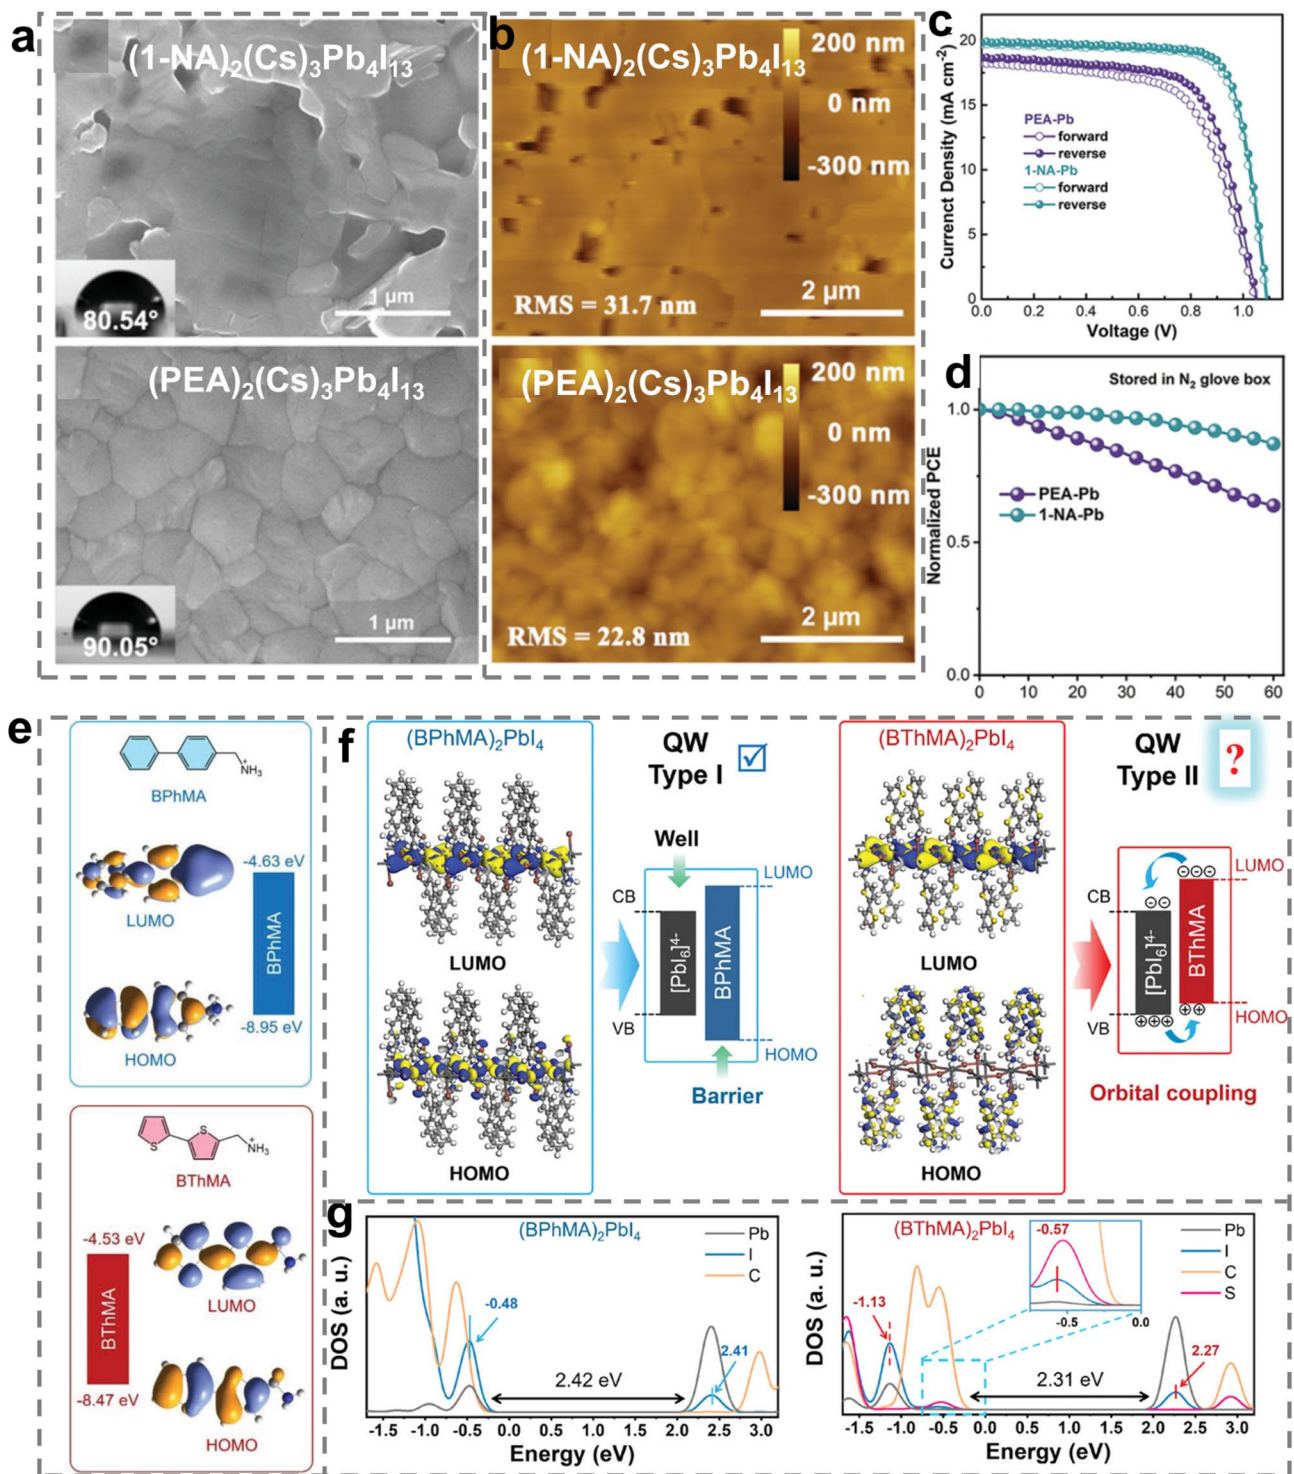 a
(1-NA)₂(Cs)₃Pb₄I₁₃
80.54°
1 μm
(PEA)₂(Cs)₃Pb₄I₁₃
90.05°
1 μm
b
(1-NA)₂(Cs)₃Pb₄I₁₃
200 nm
0 nm
-300 nm
RMS = 31.7 nm
2 μm
(PEA)₂(Cs)₃Pb₄I₁₃
200 nm
0 nm
-300 nm
RMS = 22.8 nm
2 μm
c
Currenct Density (mA cm⁻²)
20
15
10
5
0
PEA-Pb
forward
reverse
1-NA-Pb
forward
reverse
0.0 0.2 0.4 0.6 0.8 1.0
Voltage (V)
d
Stored in N₂ glove box
Normalized PCE
1.0
0.5
0.0
PEA-Pb
1-NA-Pb
0 10 20 30 40 50 60
e
NH₃
+
BPhMA
-4.63 eV
LUMO
BPhMA
-8.95 eV
HOMO
S
S
NH₃
+
BThMA
-4.53 eV
LUMO
BThMA
-8.47 eV
HOMO
f
(BPhMA)₂PbI₄
LUMO
HOMO
QW
Type I
Well
LUMO
CB
[PbI₆]⁴⁻
BPhMA
VB
HOMO
Barrier
(BThMA)₂PbI₄
LUMO
HOMO
QW
Type II
?
LUMO
CB
[PbI₆]⁴⁻
BThMA
VB
HOMO
Orbital coupling
g
DOS (a. u.)
(BPhMA)₂PbI₄
Pb
I
C
-0.48
2.41
2.42 eV
-1.5 -1.0 -0.5 0.0 0.5 1.0 1.5 2.0 2.5 3.0
Energy (eV)
DOS (a. u.)
(BThMA)₂PbI₄
-0.57
-0.5 0.0
Pb
I
C
S
-1.13
2.27
2.31 eV
-1.5 -1.0 -0.5 0.0 0.5 1.0 1.5 2.0 2.5 3.0
Energy (eV)